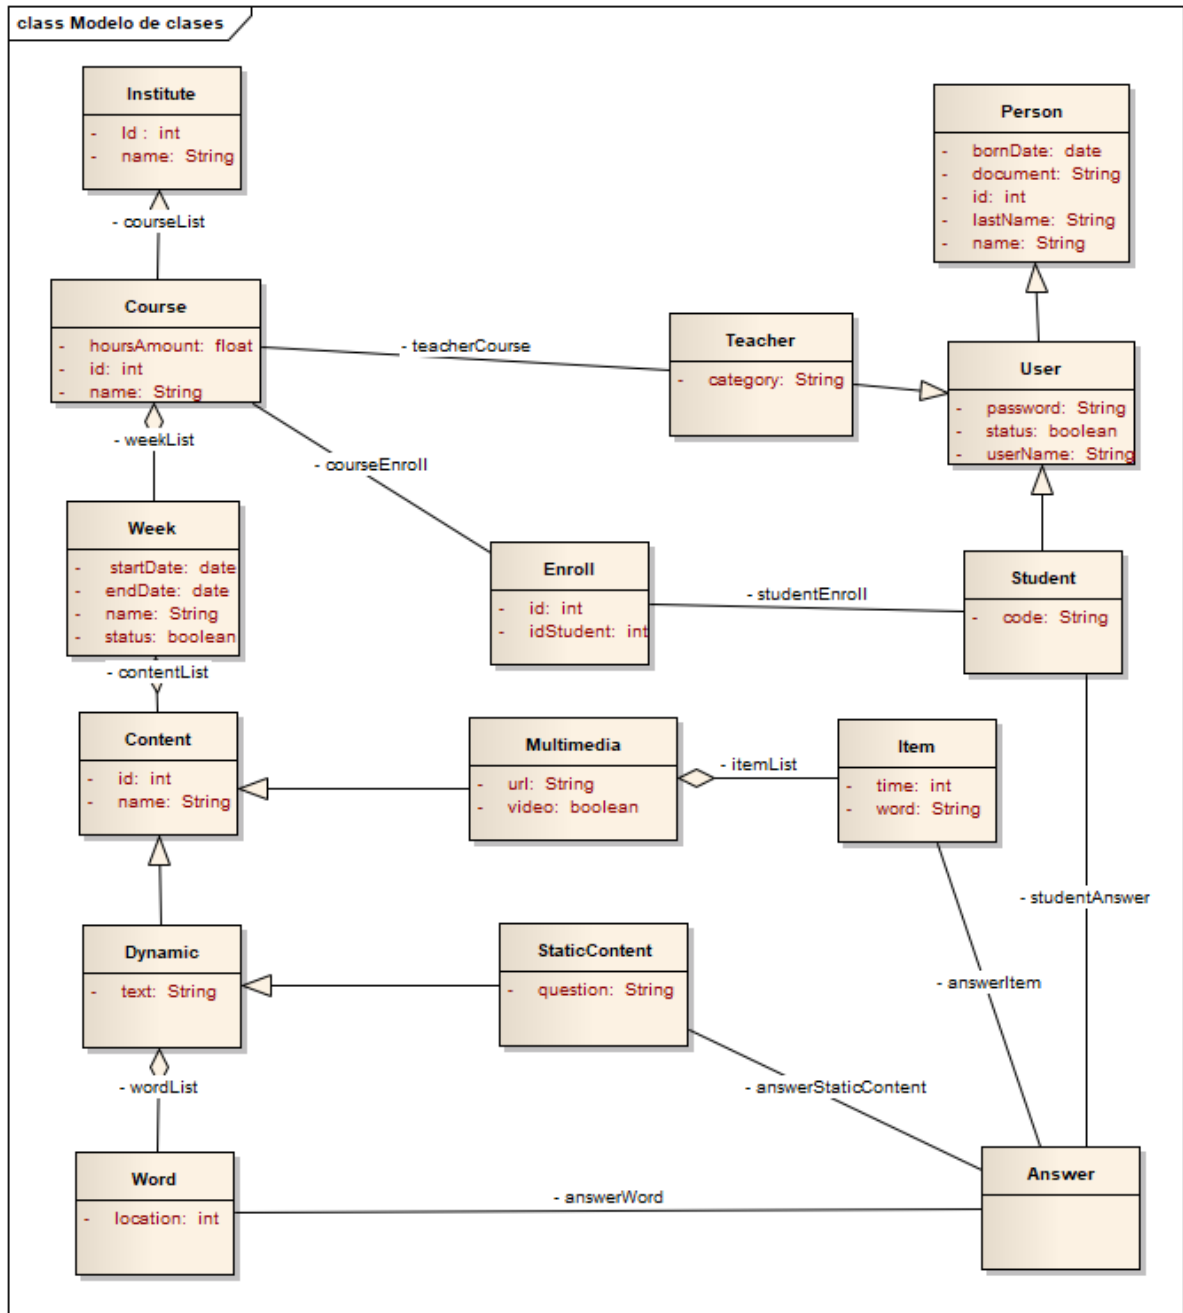 class Modelo de clases
Institute
- Id : int
- name: String
- courseList
Person
- bornDate: date
- document: String
- id: int
- lastName: String
- name: String
Course
- hoursAmount: float
- id: int
- name: String
- teacherCourse
Teacher
- category: String
User
- password: String
- status: boolean
- userName: String
- weekList
- courseEnroll
Week
- startDate: date
- endDate: date
- name: String
- status: boolean
- contentList
Enroll
- id: int
- idStudent: int
- studentEnroll
Student
- code: String
Content
- id: int
- name: String
Multimedia
- url: String
- video: boolean
- itemList
Item
- time: int
- word: String
- studentAnswer
Dynamic
- text: String
StaticContent
- question: String
- answerItem
- wordList
- answerStaticContent
Word
- location: int
- answerWord
Answer